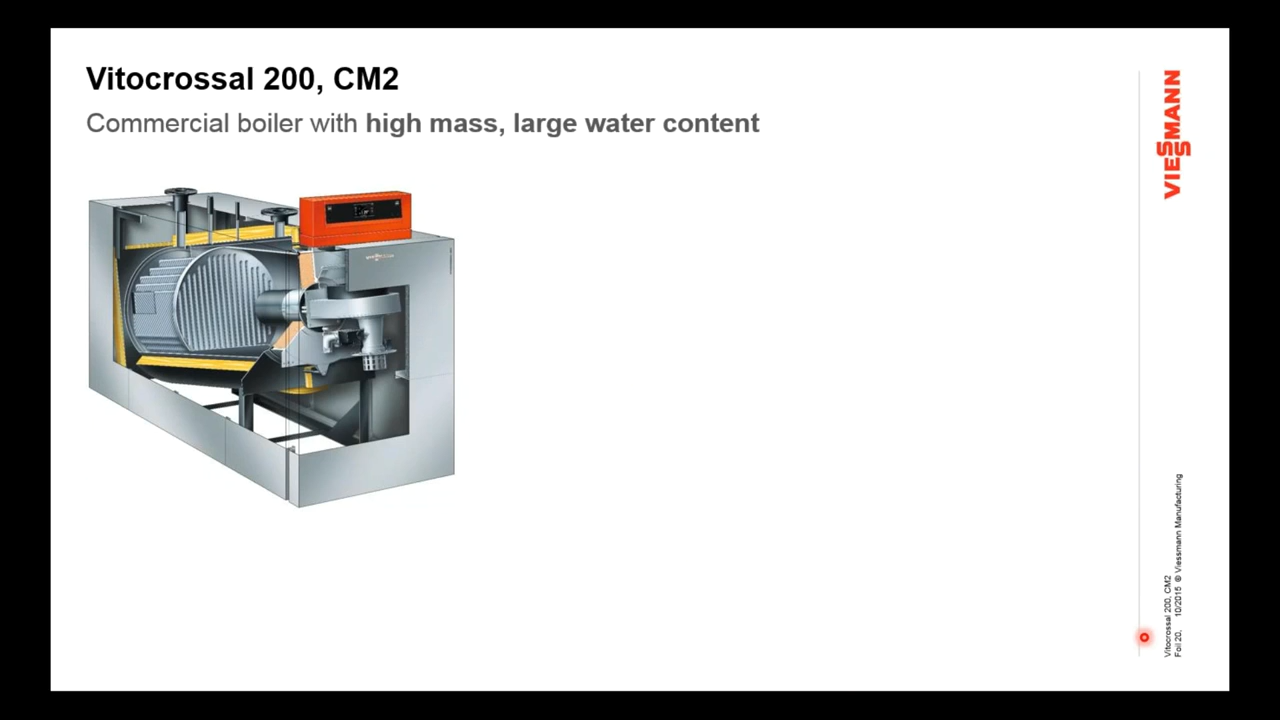 Vitocrossal 200, CM2
Commercial boiler with high mass, large water content
VIESSMANN
Vitocrossal 200, CM2
Foil 20, 10/2015 © Viessmann Manufacturing